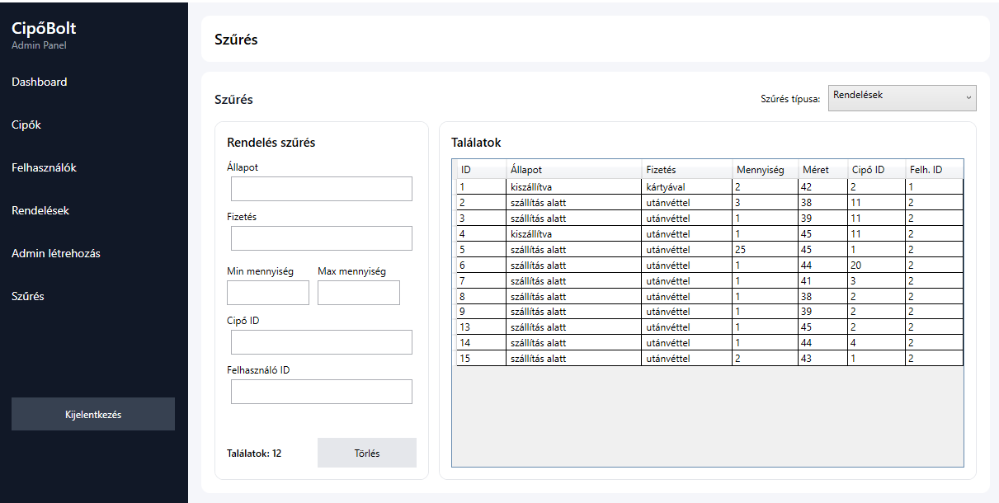 CipőBolt
Admin Panel
Dashboard
Cipők
Felhasználók
Rendelések
Admin létrehozás
Szűrés
Kijelentkezés
Szűrés
Szűrés
Szűrés típusa: Rendelések
Rendelés szűrés
Állapot
Fizetés
Min mennyiség Max mennyiség
Cipő ID
Felhasználó ID
Találatok: 12 Törlés
Találatok
ID Állapot Fizetés Mennyiség Méret Cipő ID Felh. ID
1 kiszállítva kártyával 2 42 2 1
2 szállítás alatt utánvéttel 3 38 11 2
3 szállítás alatt utánvéttel 1 39 11 2
4 kiszállítva utánvéttel 1 45 11 2
5 szállítás alatt utánvéttel 25 45 1 2
6 szállítás alatt utánvéttel 1 44 20 2
7 szállítás alatt utánvéttel 1 41 3 2
8 szállítás alatt utánvéttel 1 38 2 2
9 szállítás alatt utánvéttel 1 39 2 2
13 szállítás alatt utánvéttel 1 45 2 2
14 szállítás alatt utánvéttel 1 44 4 2
15 szállítás alatt utánvéttel 2 43 1 2